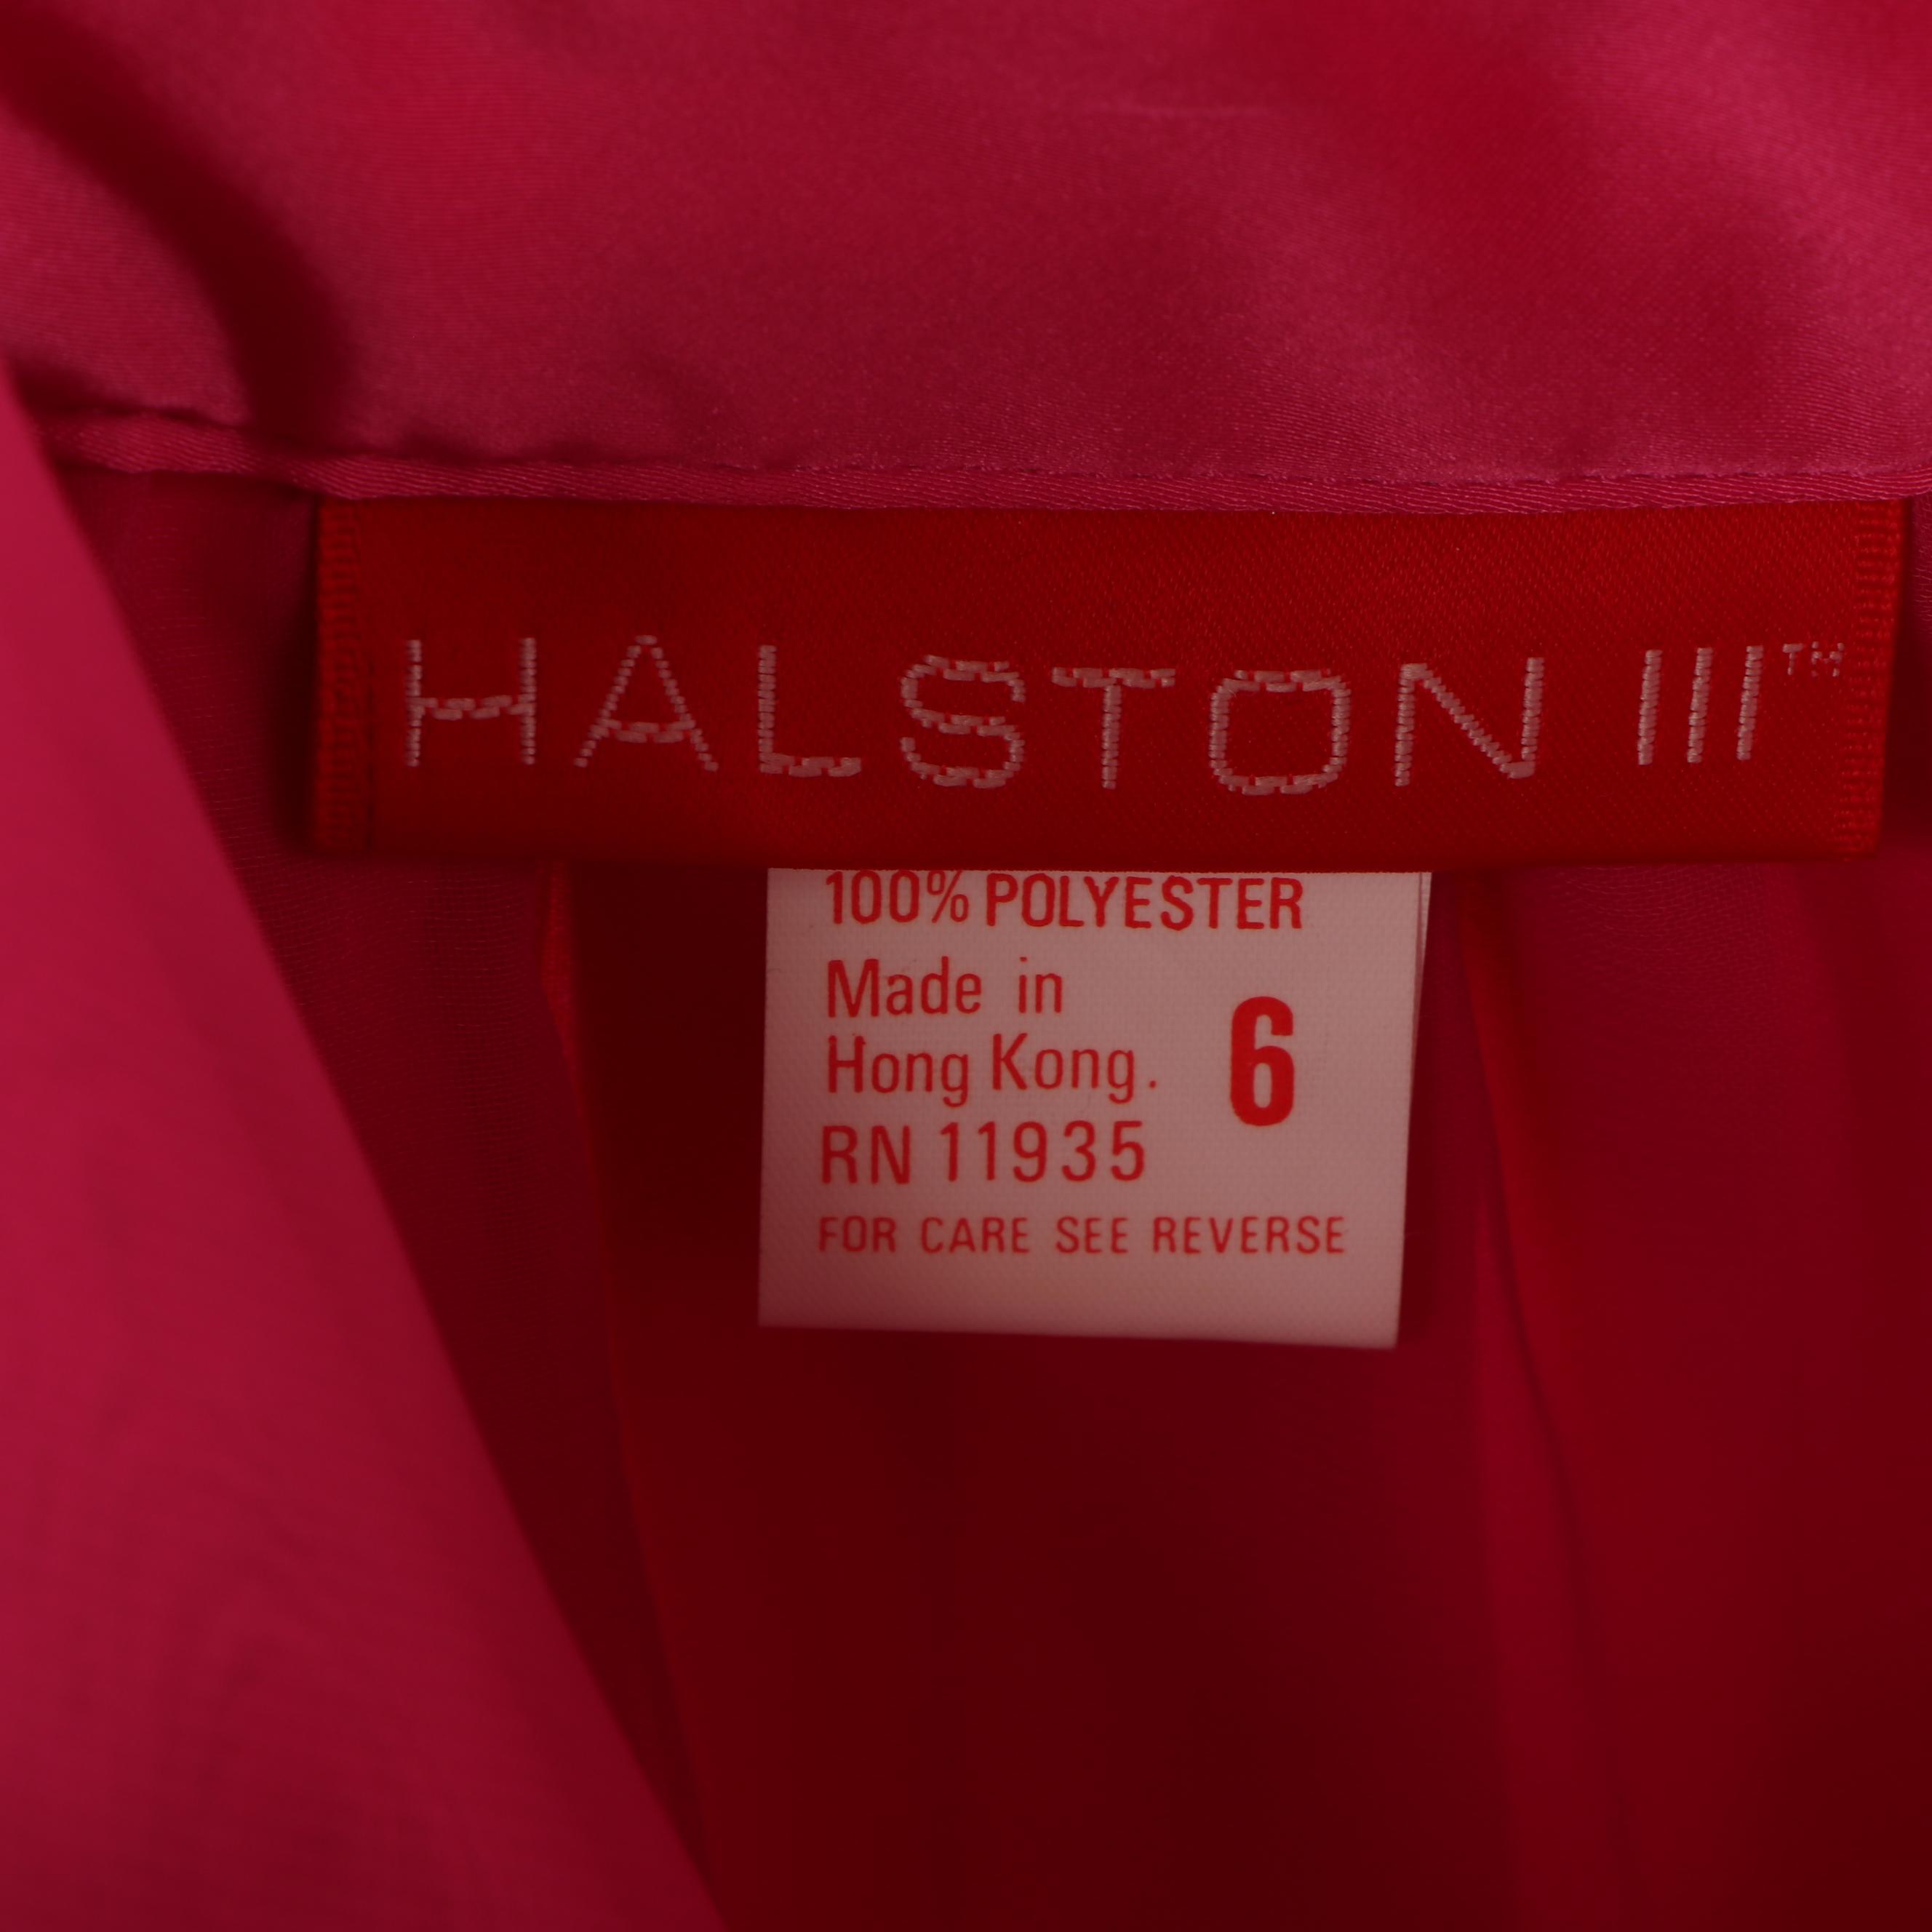 HALSTON III™
100% POLYESTER
Made in
Hong Kong.
6
RN 11935
FOR CARE SEE REVERSE